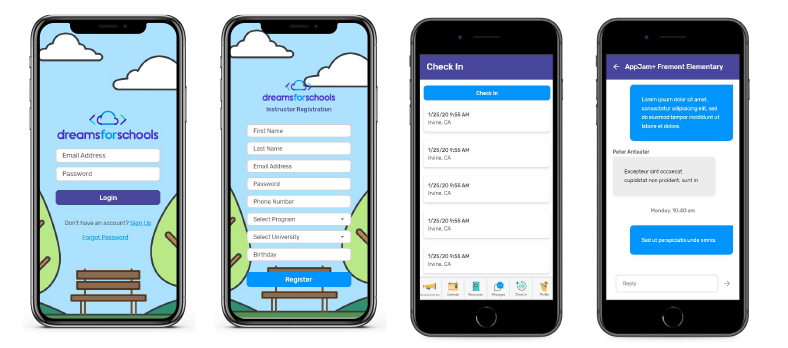 dreamsforschools
Email Address
Password
Login
Don't have an account? Sign Up
Forgot Password
dreamsforschools
Instructor Registration
First Name
Last Name
Email Address
Password
Phone Number
Select Program
Select University
Birthday
Register
Check In
Check In
1/25/20 9:55 AM
Irvine, CA
1/25/20 9:55 AM
Irvine, CA
1/25/20 9:55 AM
Irvine, CA
1/25/20 9:55 AM
Irvine, CA
1/25/20 9:55 AM
Irvine, CA
Calendar
Resources
Messages
Check In
Profile
AppJam+ Fremont Elementary
Lorem ipsum dolor sit amet,
consectetur adipisicing elit, sed
do eiusmod tempor incididunt ut
labore et dolore.
Peter Anteater
Excepteur sint occaecat
cupidatat non proident, sunt in
Monday, 10:40 am
Sed ut perspiciatis unde omnis.
Reply